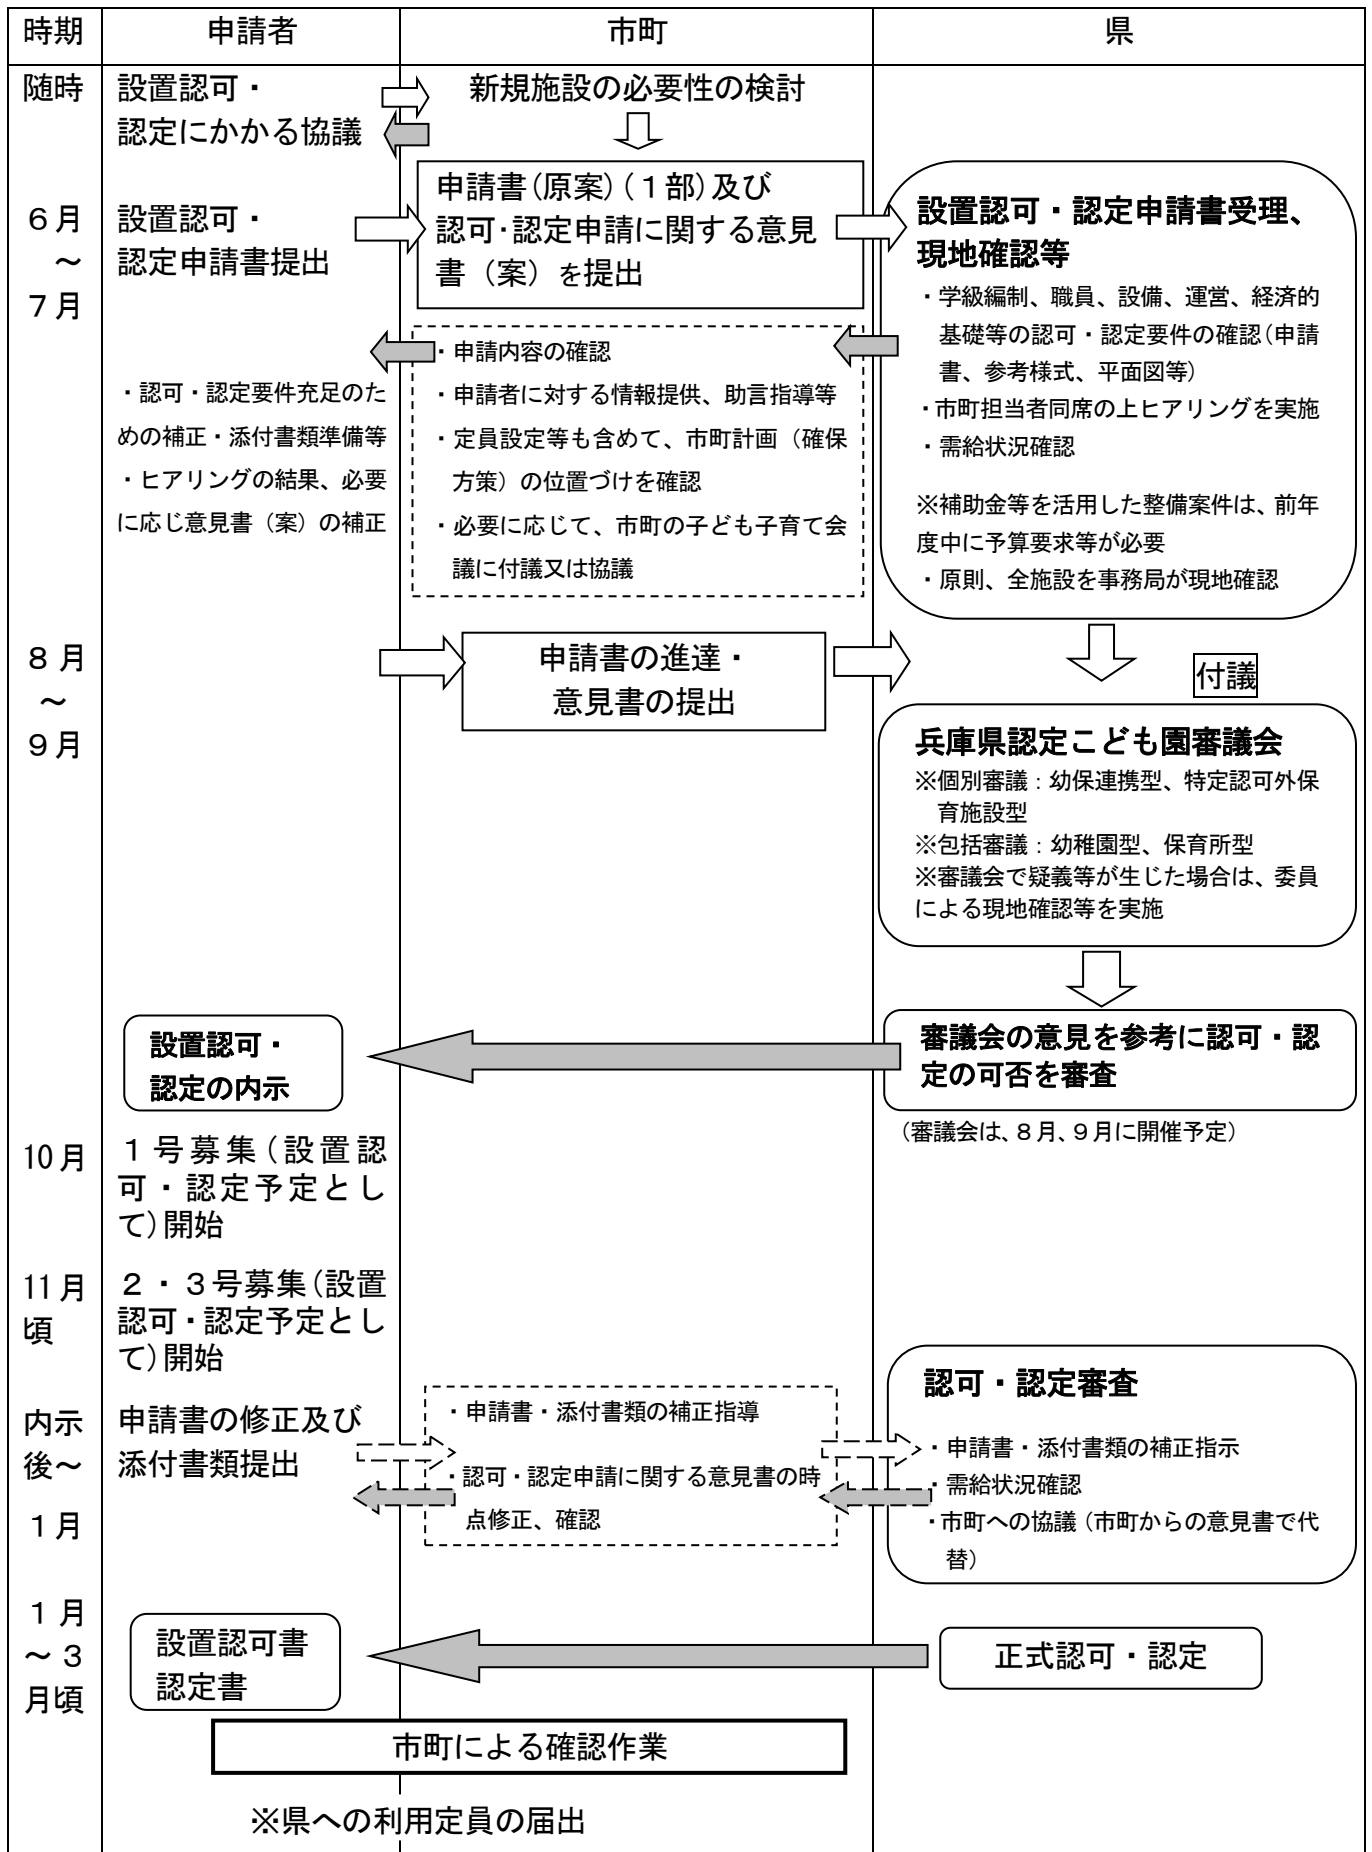 時期
申請者
市町
県
随時
設置認可・
認定にかかる協議
新規施設の必要性の検討
6月
～
7月
設置認可・
認定申請書提出
申請書(原案)(1部)及び
認可・認定申請に関する意見
書（案）を提出
設置認可・認定申請書受理、
現地確認等
・学級編制、職員、設備、運営、経済的
基礎等の認可・認定要件の確認(申請
書、参考様式、平面図等)
・市町担当者同席の上ヒアリングを実施
・需給状況確認
※補助金等を活用した整備案件は、前年
度中に予算要求等が必要
・原則、全施設を事務局が現地確認
・申請内容の確認
・申請者に対する情報提供、助言指導等
・定員設定等も含めて、市町計画（確保
方策）の位置づけを確認
・必要に応じて、市町の子ども子育て会
議に付議又は協議
・認可・認定要件充足のた
めの補正・添付書類準備等
・ヒアリングの結果、必要
に応じ意見書（案）の補正
8月
～
9月
申請書の進達・
意見書の提出
付議
兵庫県認定こども園審議会
※個別審議：幼保連携型、特定認可外保
育施設型
※包括審議：幼稚園型、保育所型
※審議会で疑義等が生じた場合は、委員
による現地確認等を実施
設置認可・
認定の内示
審議会の意見を参考に認可・認
定の可否を審査
（審議会は、8月、9月に開催予定）
10月
1号募集(設置認
可・認定予定とし
て)開始
11月
頃
2・3号募集(設置
認可・認定予定とし
て)開始
内示
後～
1月
申請書の修正及び
添付書類提出
・申請書・添付書類の補正指導
・認可・認定申請に関する意見書の時
点修正、確認
認可・認定審査
・申請書・添付書類の補正指示
・需給状況確認
・市町への協議（市町からの意見書で代
替）
1月
～3
月頃
設置認可書
認定書
正式認可・認定
市町による確認作業
※県への利用定員の届出